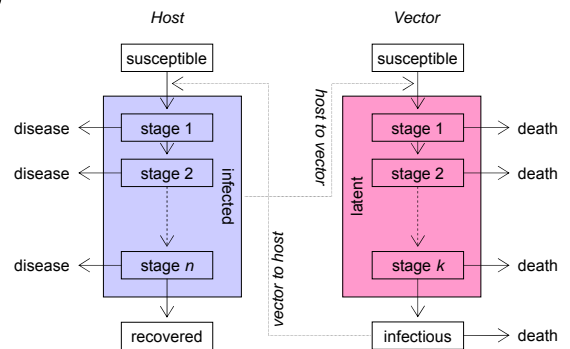 Host
Vector
susceptible
susceptible
disease
stage 1
stage 1
death
disease
stage 2
stage 2
death
infected
host to vector
latent
disease
stage n
stage k
death
vector to host
recovered
infectious
death